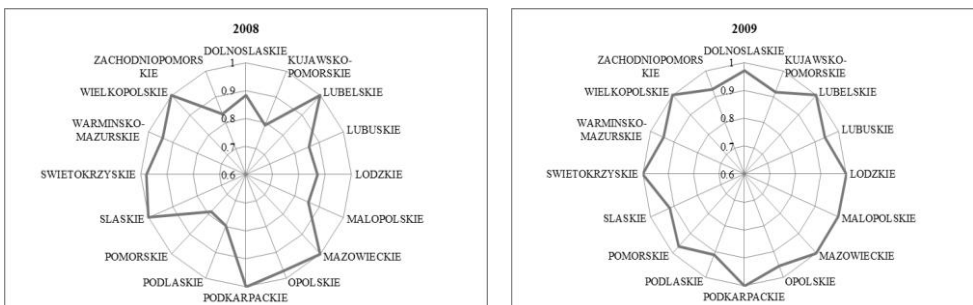 2008
DOLNOSLASKIE
KUJAWSKO-
POMORSKIE
LUBELSKIE
LUBUSKIE
LODZKIE
MALOPOLSKIE
MAZOWIECKIE
OPOLSKIE
PODKARPACKIE
PODLASKIE
POMORSKIE
SLASKIE
SWIETOKRZYSKIE
WARMINSKO-
MAZURSKIE
WIELKOPOLSKIE
ZACHODNIOPOMORS
KIE
1
0.9
0.8
0.7
0.6
2009
DOLNOSLASKIE
KUJAWSKO-
POMORSKIE
LUBELSKIE
LUBUSKIE
LODZKIE
MALOPOLSKIE
MAZOWIECKIE
OPOLSKIE
PODKARPACKIE
PODLASKIE
POMORSKIE
SLASKIE
SWIETOKRZYSKIE
WARMINSKO-
MAZURSKIE
WIELKOPOLSKIE
ZACHODNIOPOMORS
KIE
1
0.9
0.8
0.7
0.6